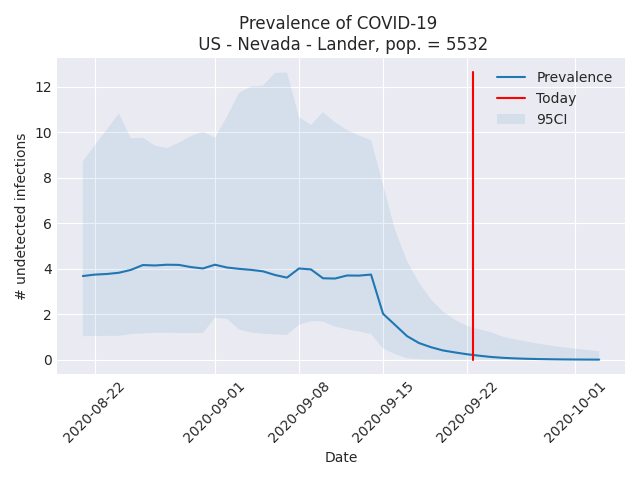 Prevalence of COVID-19
US - Nevada - Lander, pop. = 5532
# undetected infections
12
10
8
6
4
2
0
Prevalence
Today
95CI
2020-08-22
2020-09-01
2020-09-08
2020-09-15
2020-09-22
2020-10-01
Date